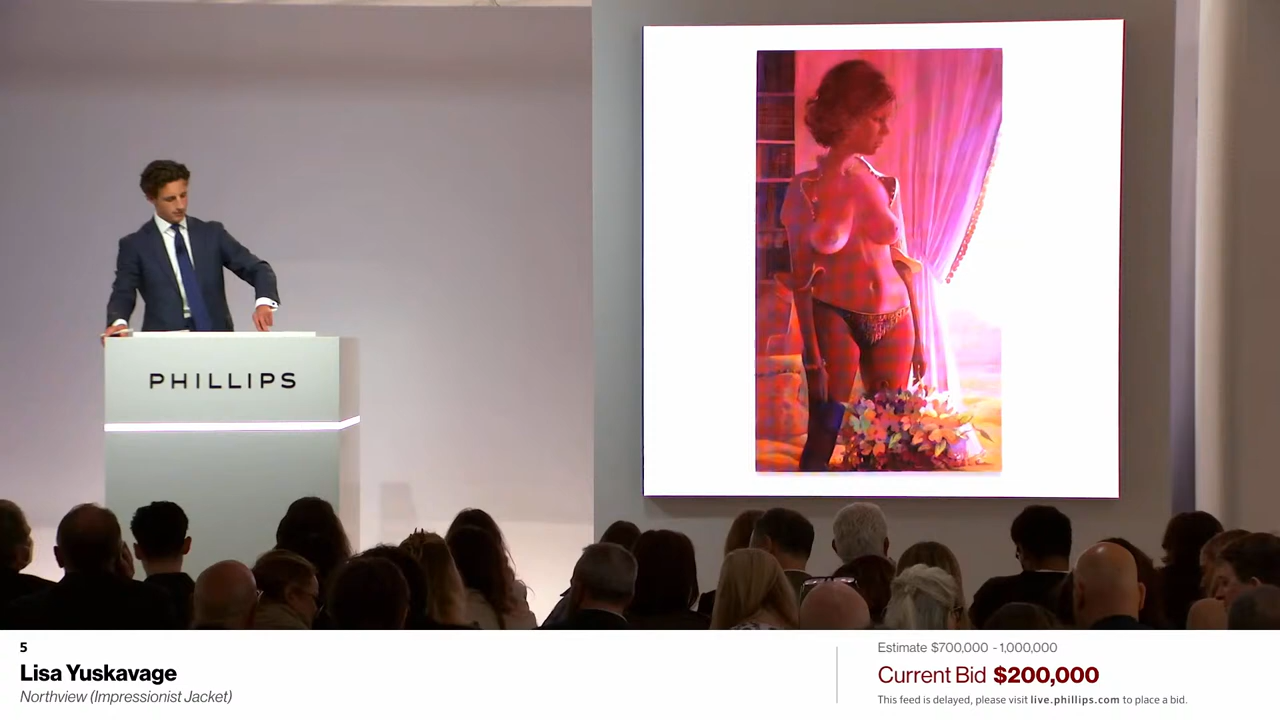 PHILLIPS
5
Lisa Yuskavage
Northview (Impressionist Jacket)
Estimate $700,000 - 1,000,000
Current Bid $200,000
This feed is delayed, please visit live.phillips.com to place a bid.